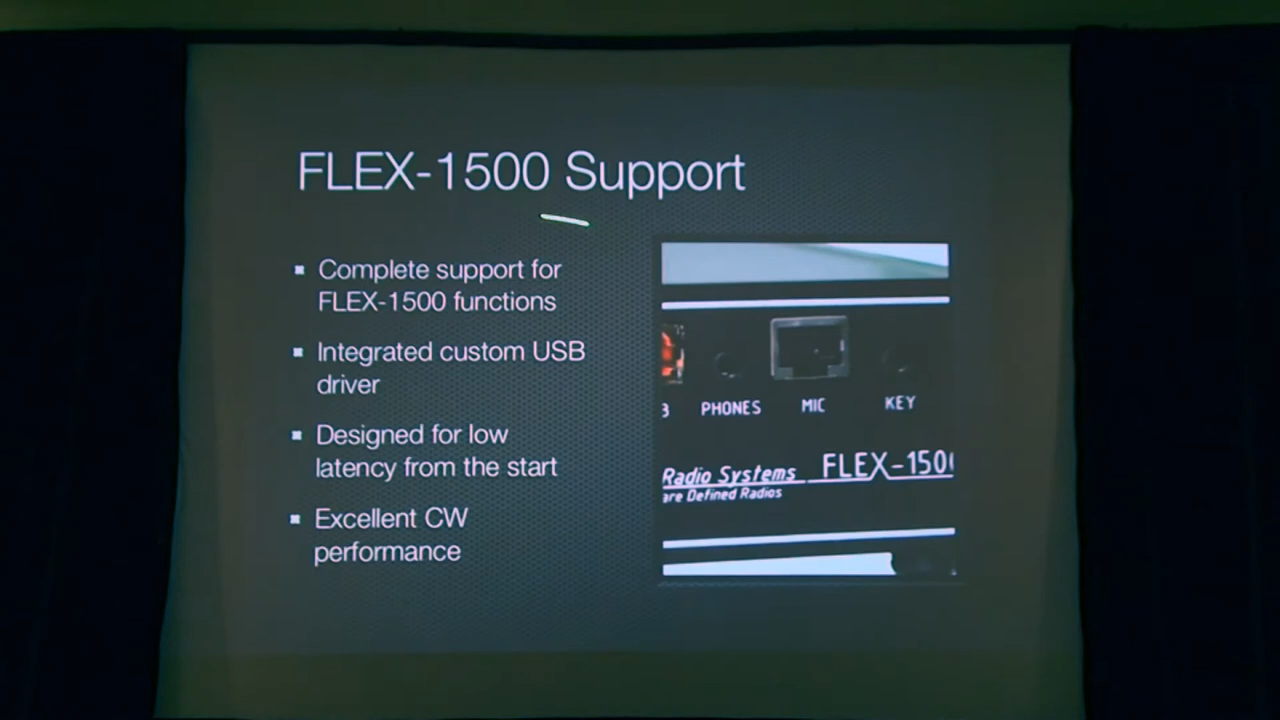 FLEX-1500 Support
Complete support for
FLEX-1500 functions
Integrated custom USB
driver
Designed for low
latency from the start
Excellent CW
performance
PHONES MIC KEY
Radio Systems FLEX-150
are Defined Radios